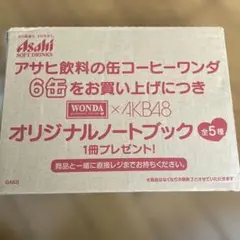 Asahi
SOFT DRINKS
アサヒ飲料の缶コーヒーワンダ
6缶をお買い上げにつき
WONDA×AKB48
オリジナルノートブック 全5種
1冊プレゼント!
商品と一緒に直接レジまでお持ちください。
©AKS